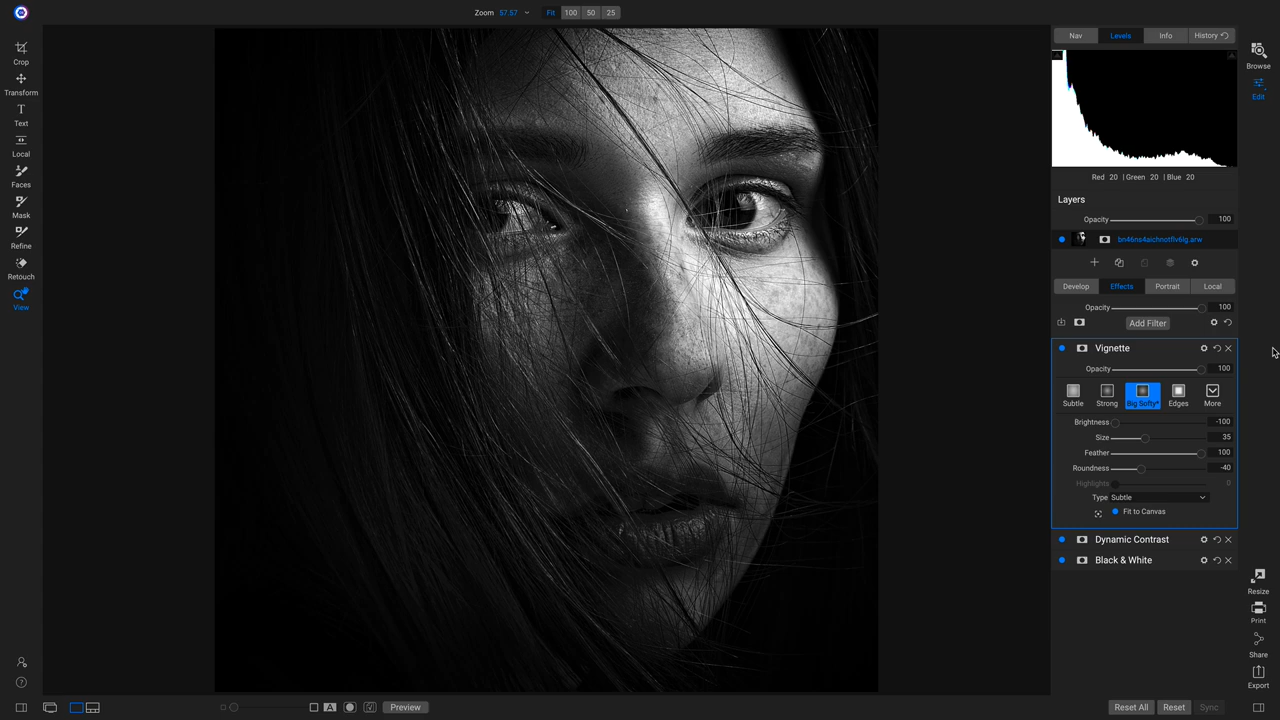 Zoom 57.57 Fit 100 50 25
Crop
Transform
Text
Local
Faces
Mask
Refine
Retouch
View
Nav Levels Info History
Red 20 | Green 20 | Blue 20
Layers
Opacity 100
bn46ns4aichnotflv6lg.arw
Develop Effects Portrait Local
Opacity 100
Add Filter
Vignette
Opacity 100
Subtle Strong Big Softy* Edges More
Brightness -100
Size 35
Feather 100
Roundness -40
Highlights 0
Type Subtle
Fit to Canvas
Dynamic Contrast
Black & White
Browse
Edit
Resize
Print
Share
Export
A Preview
Reset All Reset Sync